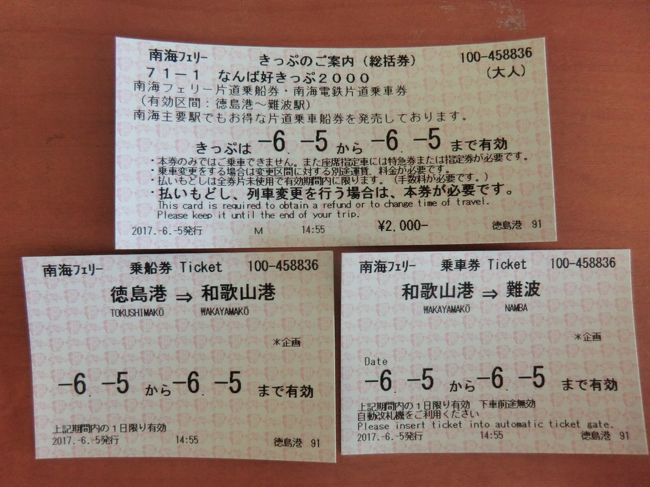 南海フェリー きっぷのご案内（総括券） 100-458836
71-1 なんば好きっぷ2000 （大人）
南海フェリー片道乗船券・南海電鉄片道乗車券
（有効区間：徳島港～難波駅）
南海主要駅でもお得な片道乗車船券を発売しております。
きっぷは -6. -5から -6. -5まで有効
・本券のみではご乗車できません。また座席指定車には特急券または指定券が必要です。
・乗車変更をする場合は変更区間に対する別途運賃、料金が必要です。
・払いもどしは全券片未使用で有効期間内に限ります。（手数料が必要です。）
・払いもどし、列車変更を行う場合は、本券が必要です。
This card is required to obtain a refund or to change time of travel.
Please keep it until the end of your trip.
¥2,000-
2017.-6.-5発行 M 14:55 徳島港 91
南海フェリー 乗船券 Ticket 100-458836
徳島港 ⇒ 和歌山港
TOKUSHIMAKŌ WAKAYAMAKŌ
*企画
-6. -5から-6. -5まで有効
上記期間内の1日限り有効
2017.-6.-5発行 14:55 徳島港 91
南海フェリー 乗車券 Ticket 100-458836
和歌山港 ⇒ 難波
WAKAYAMAKŌ NAMBA
*企画
Date
-6. -5から-6. -5まで有効
上記期間内の1日限り有効 下車前途無効
自動改札機をご利用ください
Please insert ticket into automatic ticket gate.
2017.-6.-5発行 14:55 徳島港 91